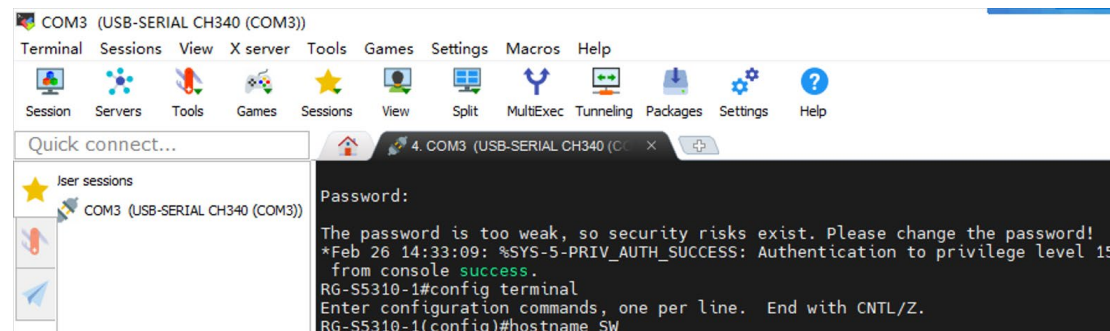 COM3 (USB-SERIAL CH340 (COM3))
Terminal Sessions View X server Tools Games Settings Macros Help
Session Servers Tools Games Sessions View Split MultiExec Tunneling Packages Settings Help
Quick connect...
4. COM3 (USB-SERIAL CH340 (CO
User sessions
COM3 (USB-SERIAL CH340 (COM3))
Password:
The password is too weak, so security risks exist. Please change the password!
*Feb 26 14:33:09: %SYS-5-PRIV_AUTH_SUCCESS: Authentication to privilege level 15
from console success.
RG-S5310-1#config terminal
Enter configuration commands, one per line. End with CNTL/Z.
RG-S5310-1(config)#hostname SW